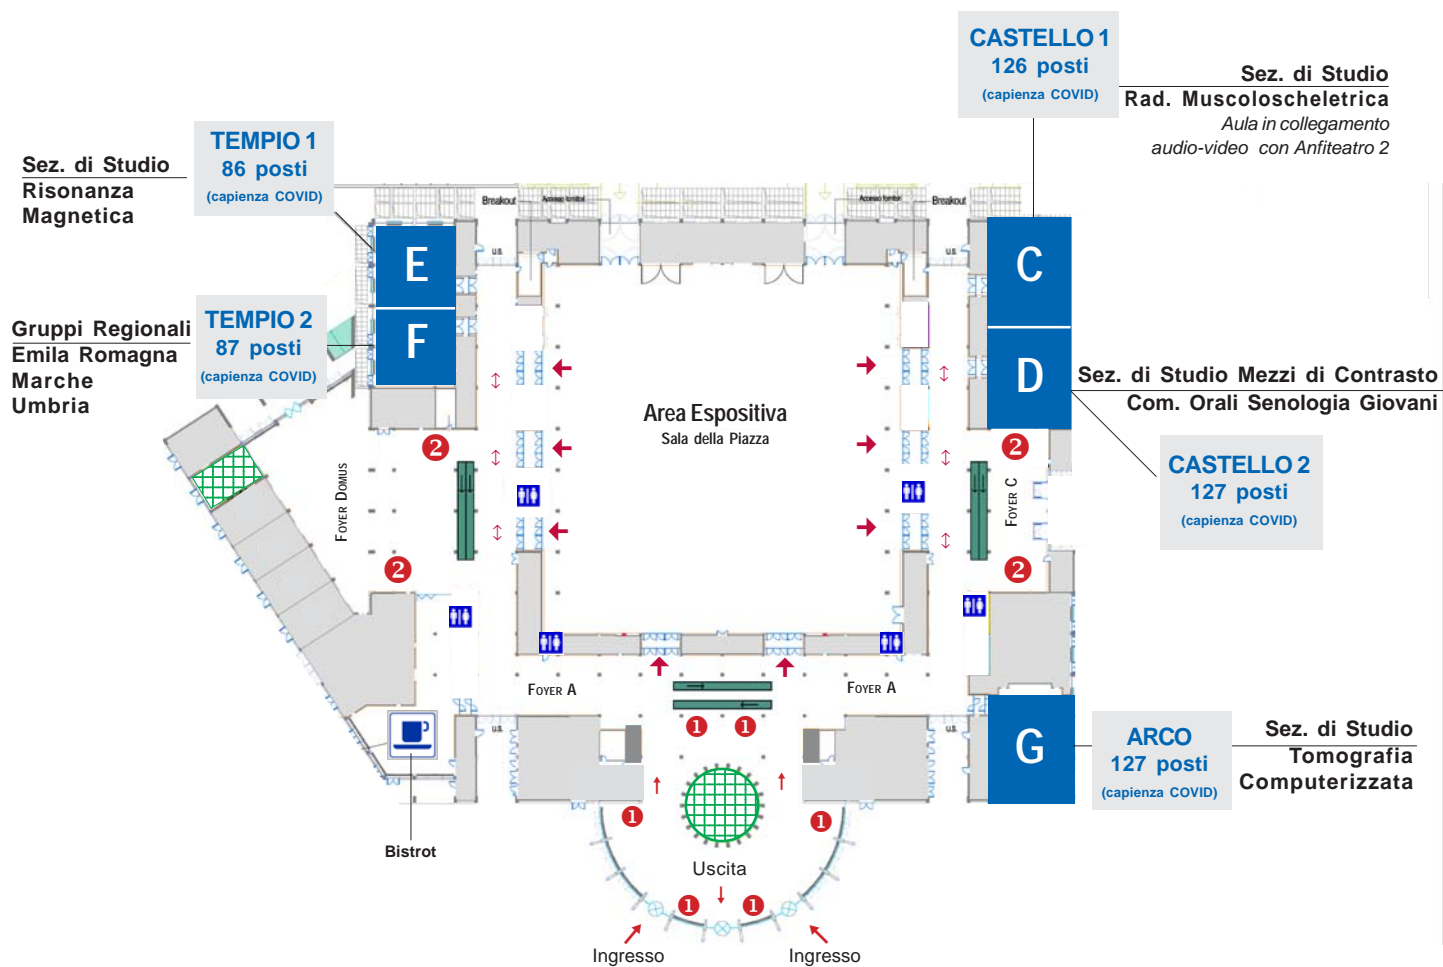 CASTELLO 1
126 posti
(capienza COVID)
Sez. di Studio
Rad. Muscoloscheletrica
Aula in collegamento
audio-video con Anfiteatro 2
TEMPIO 1
86 posti
(capienza COVID)
Sez. di Studio
Risonanza
Magnetica
Breakout
Accesso fornitori
Accesso fornitori
Breakout
U.S.
U.S.
E
C
TEMPIO 2
87 posti
(capienza COVID)
Gruppi Regionali
Emila Romagna
Marche
Umbria
F
D
Sez. di Studio Mezzi di Contrasto
Com. Orali Senologia Giovani
Area Espositiva
Sala della Piazza
CASTELLO 2
127 posti
(capienza COVID)
2
2
FOYER DOMUS
FOYER C
2
2
FOYER A
FOYER A
1
1
U.S.
U.S.
G
ARCO
127 posti
(capienza COVID)
Sez. di Studio
Tomografia
Computerizzata
1
1
Bistrot
Uscita
1
1
Ingresso
Ingresso